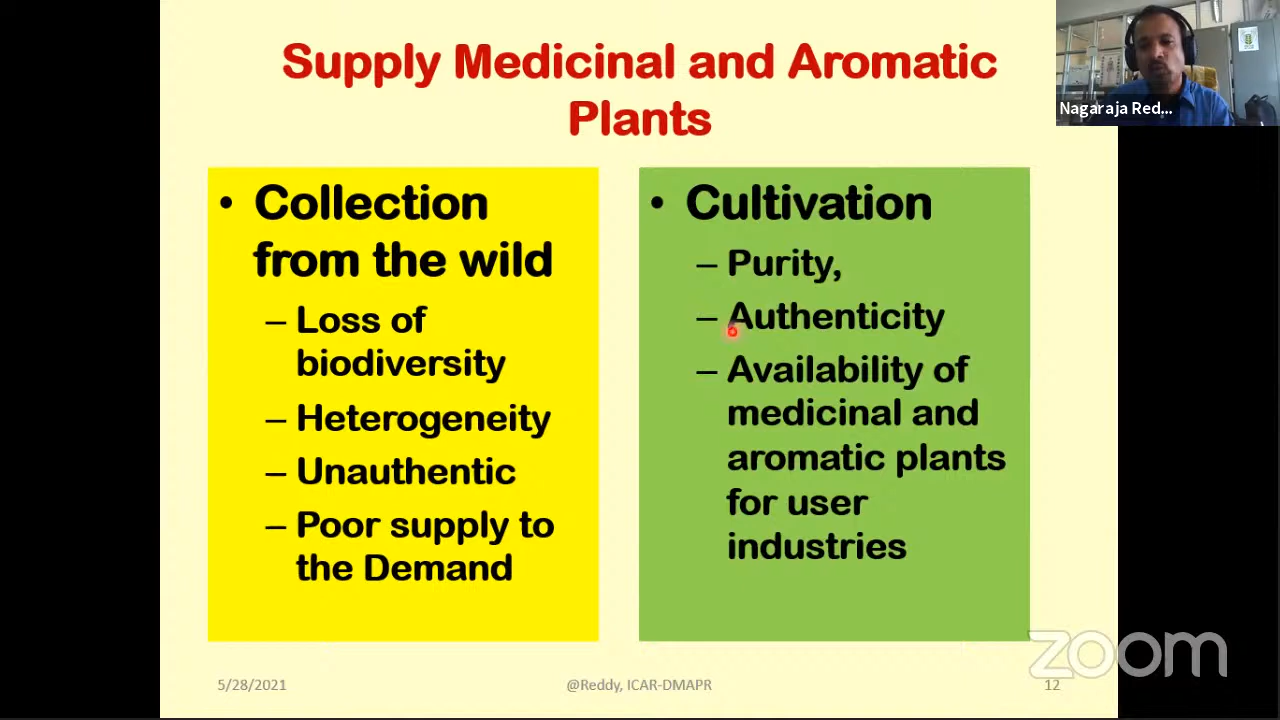 Supply Medicinal and Aromatic
Plants
• Collection
from the wild
– Loss of
biodiversity
– Heterogeneity
– Unauthentic
– Poor supply to
the Demand
• Cultivation
– Purity,
– Authenticity
– Availability of
medicinal and
aromatic plants
for user
industries
5/28/2021
@Reddy, ICAR-DMAPR
12
Nagaraja Red...
zoom